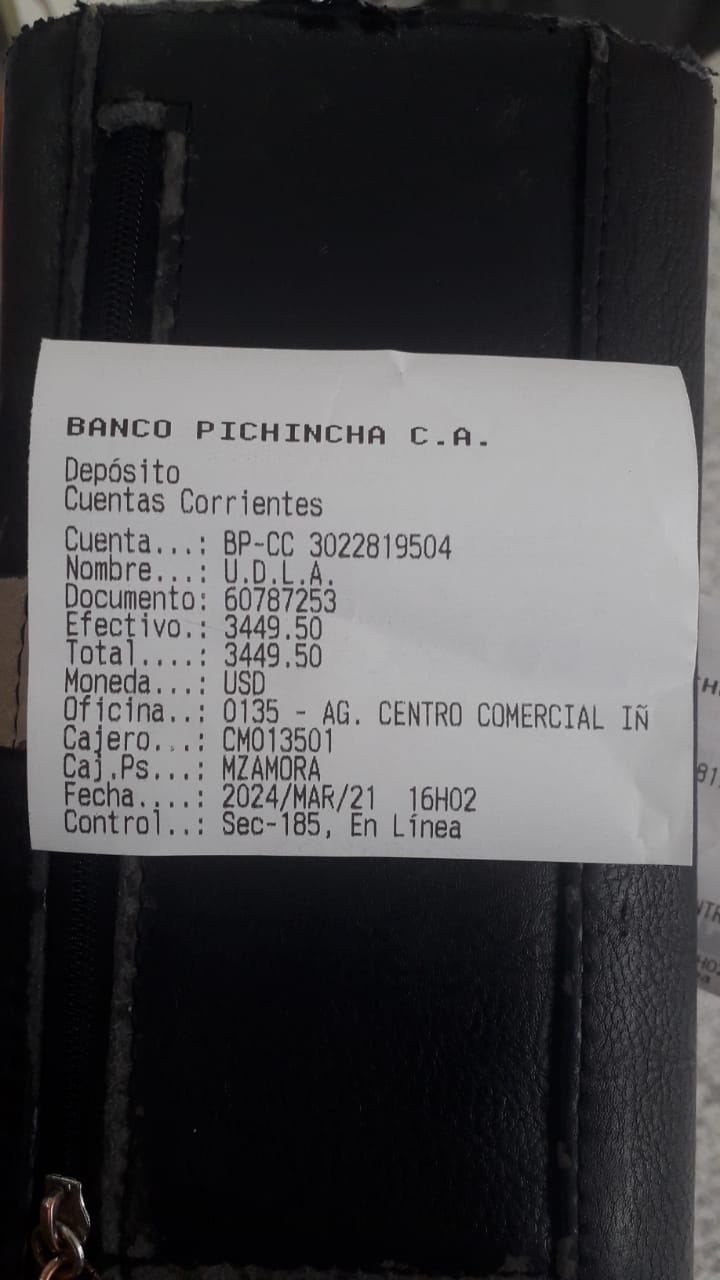 BANCO PICHINCHA C.A.
Depósito
Cuentas Corrientes
Cuenta...: BP-CC 3022819504
Nombre...: U.D.L.A.
Documento: 60787253
Efectivo.: 3449.50
Total....: 3449.50
Moneda...: USD
Oficina..: 0135 - AG. CENTRO COMERCIAL IÑ
Cajero...: CM013501
Caj.Ps...: MZAMORA
Fecha....: 2024/MAR/21 16H02
Control..: Sec-185, En Línea